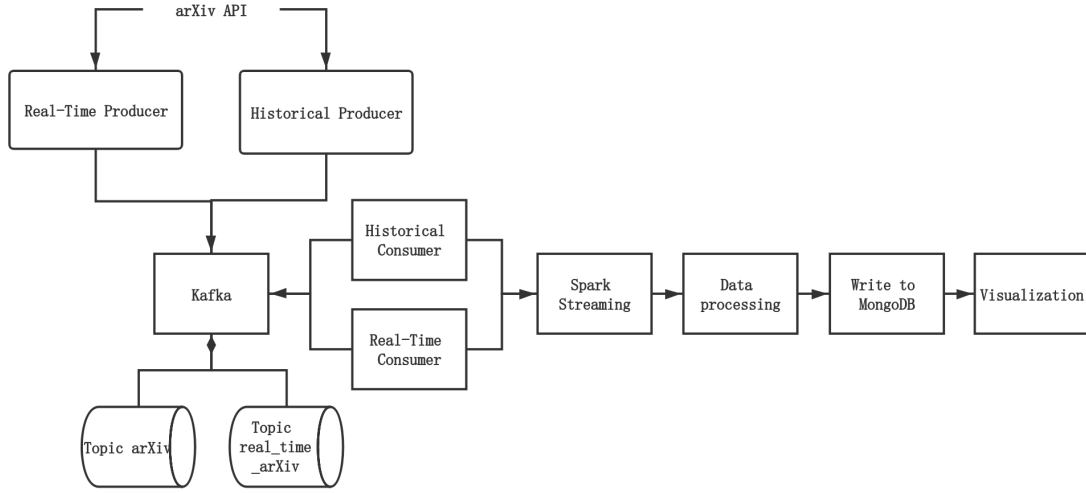 arXiv API
Real-Time Producer
Historical Producer
Historical
Consumer
Kafka
Spark
Streaming
Data
processing
Write to
MongoDB
Visualization
Real-Time
Consumer
Topic arXiv
Topic
real_time
_arXiv